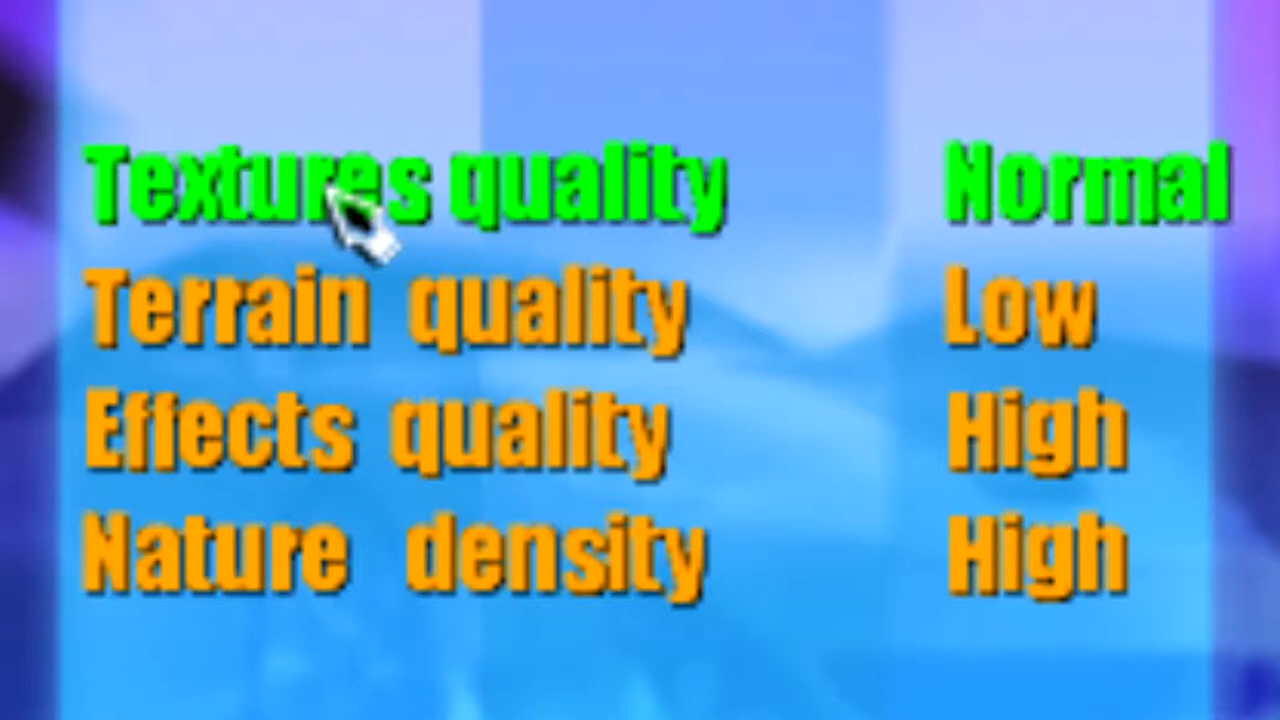 Textures quality Normal
Terrain quality Low
Effects quality High
Nature density High